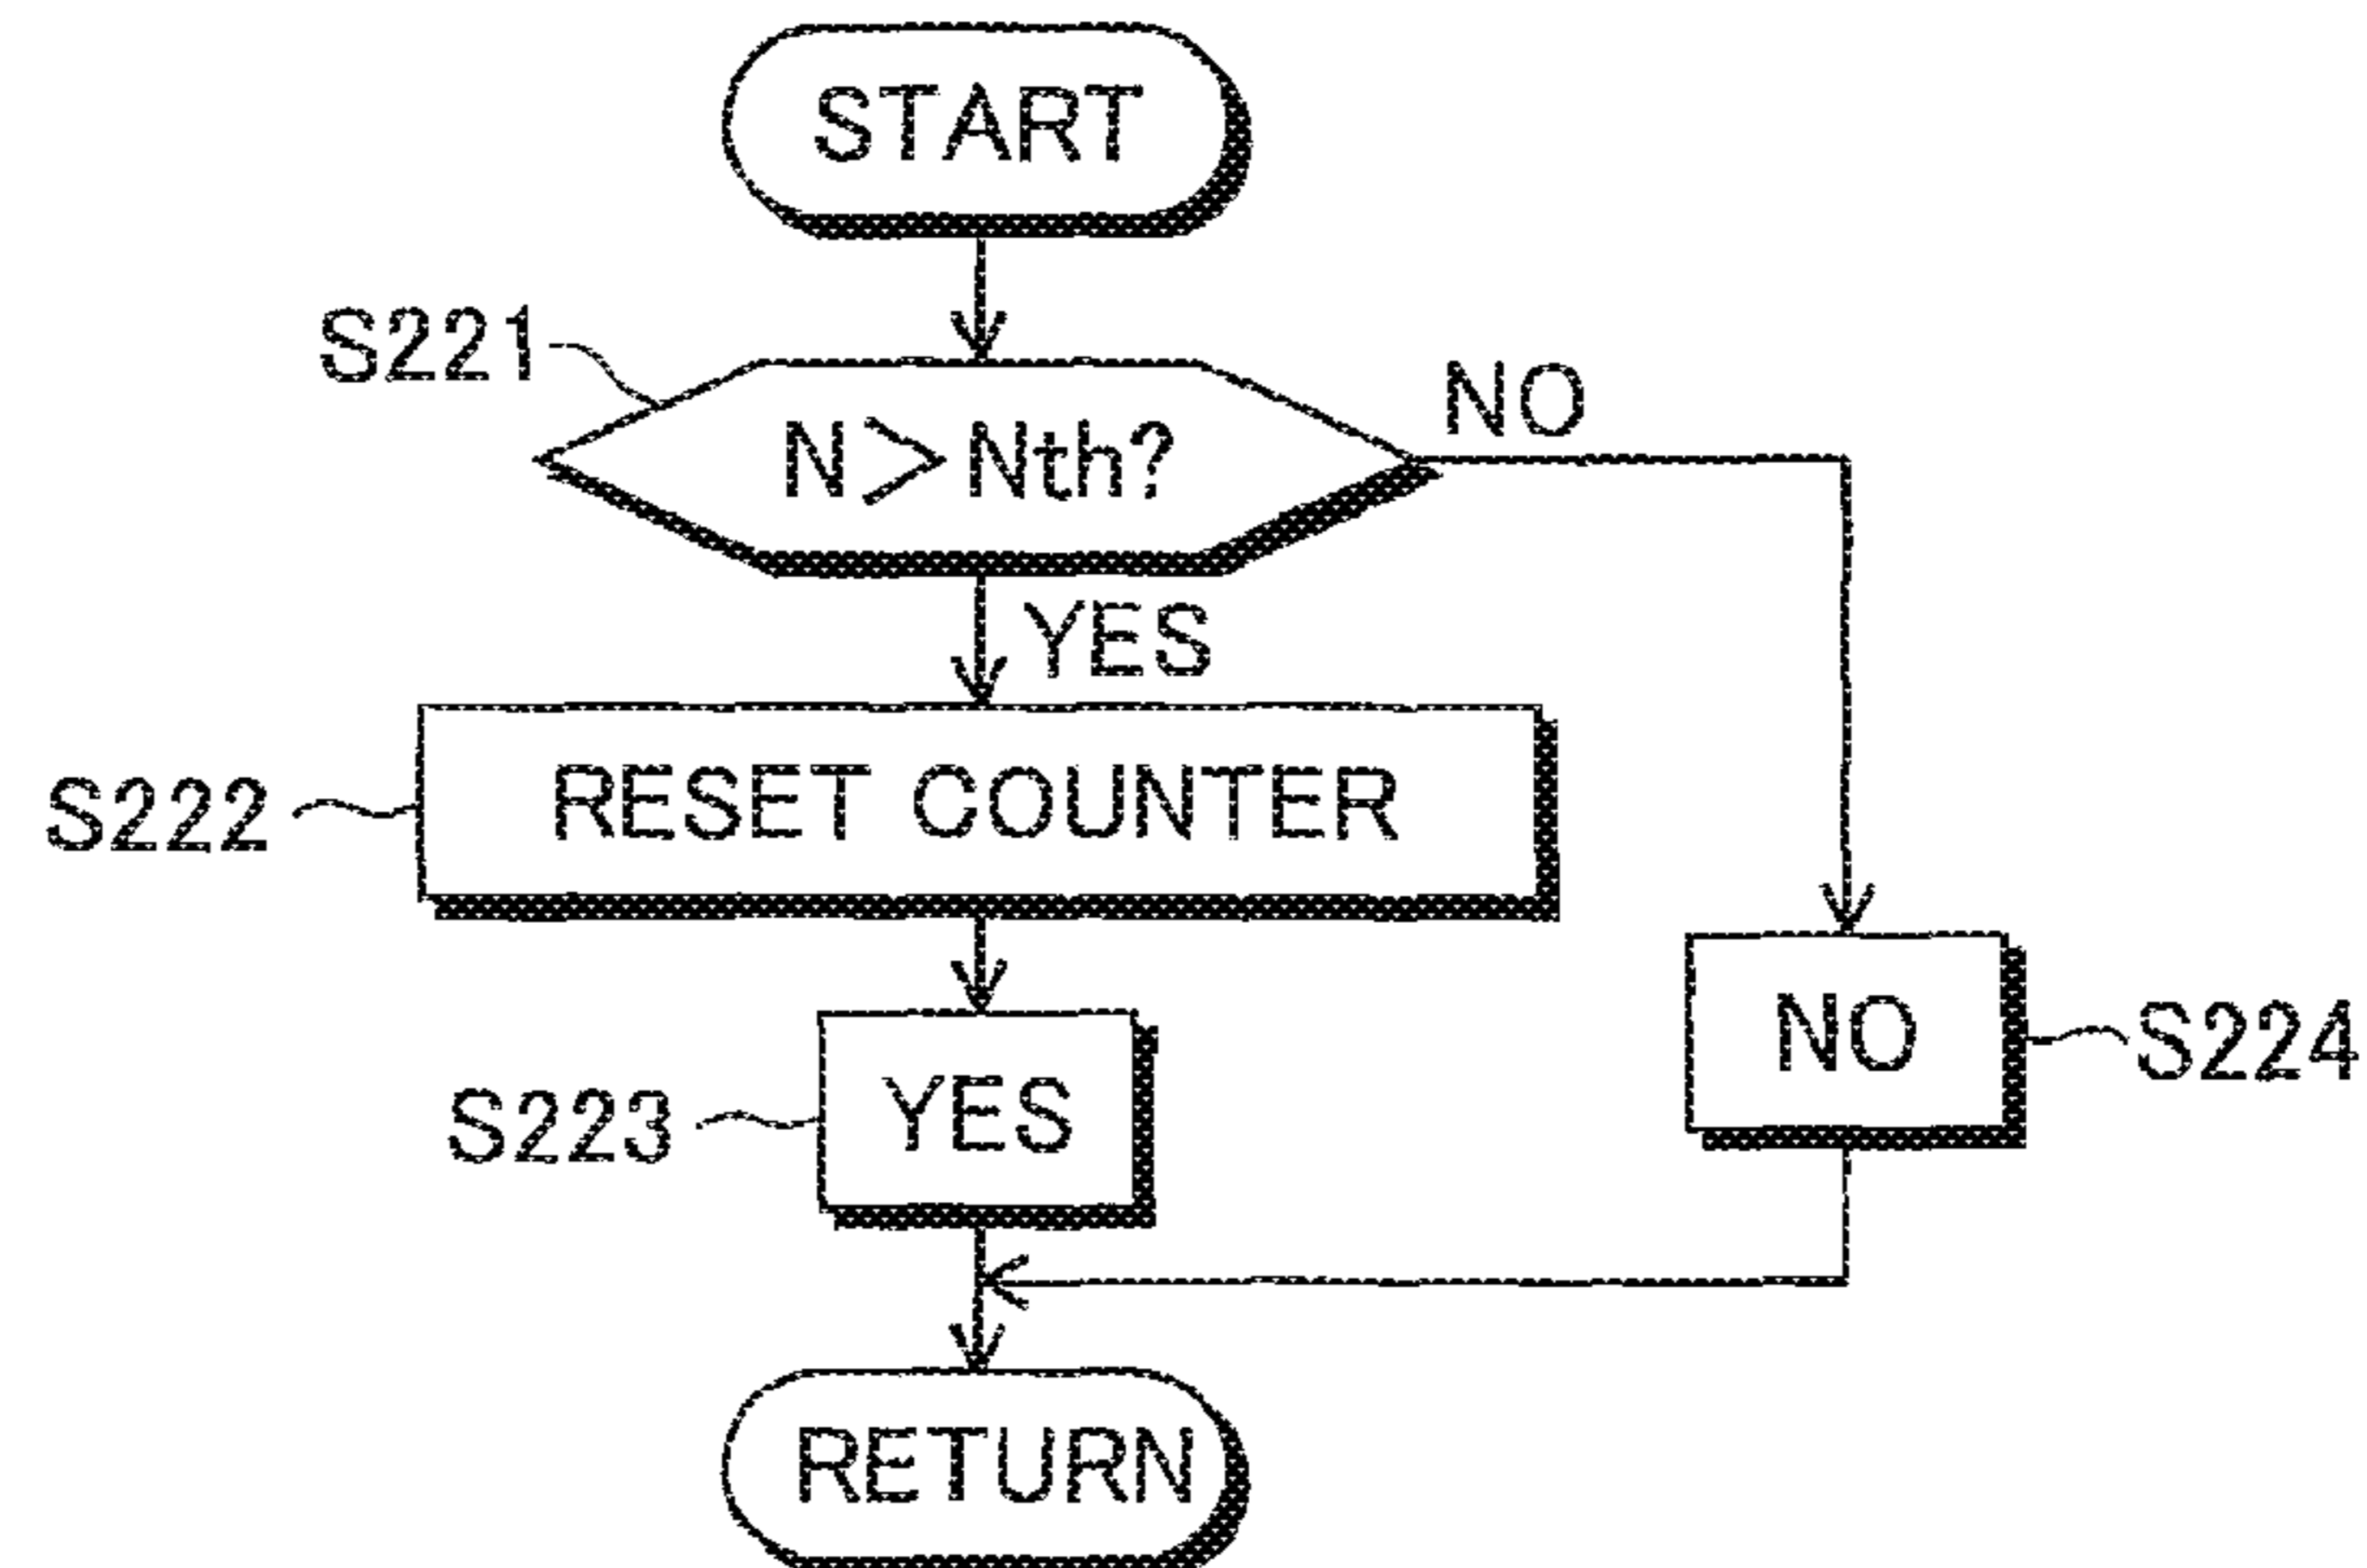 START
S221
N>Nth?
NO
YES
S222
RESET COUNTER
S223
YES
NO
S224
RETURN